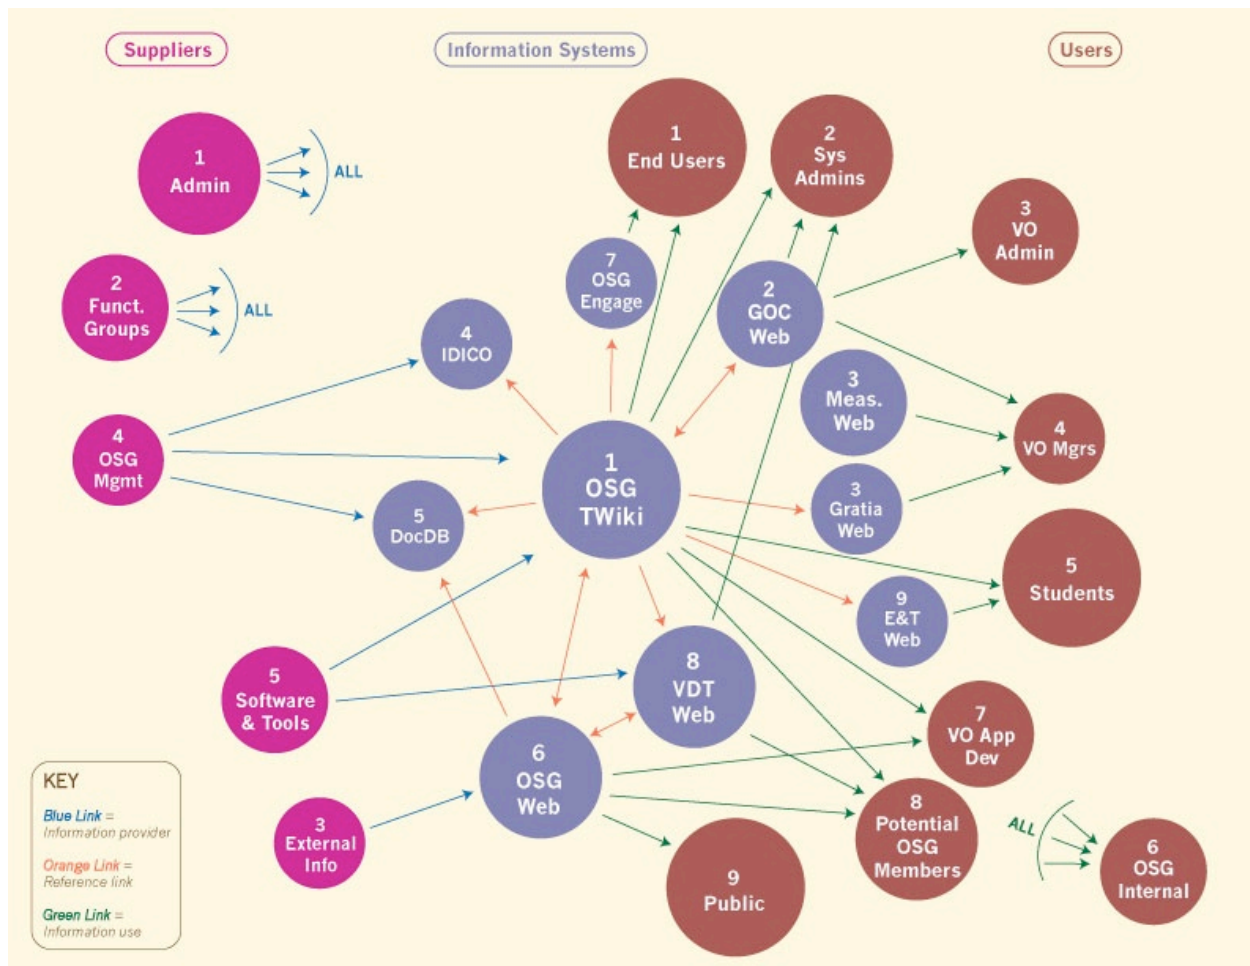 Suppliers
Information Systems
Users
1
Admin
ALL
2
Funct.
Groups
ALL
4
OSG
Mgmt
5
Software
& Tools
3
External
Info
1
End Users
2
Sys
Admins
3
VO
Admin
7
OSG
Engage
2
GOC
Web
4
IDICO
3
Meas.
Web
4
VO Mgrs
1
OSG
TWiki
3
Gratia
Web
5
DocDB
5
Students
9
E&T
Web
8
VDT
Web
7
VO App
Dev
6
OSG
Web
8
Potential
OSG
Members
9
Public
ALL
6
OSG
Internal
KEY
Blue Link =
Information provider
Orange Link =
Reference link
Green Link =
Information use